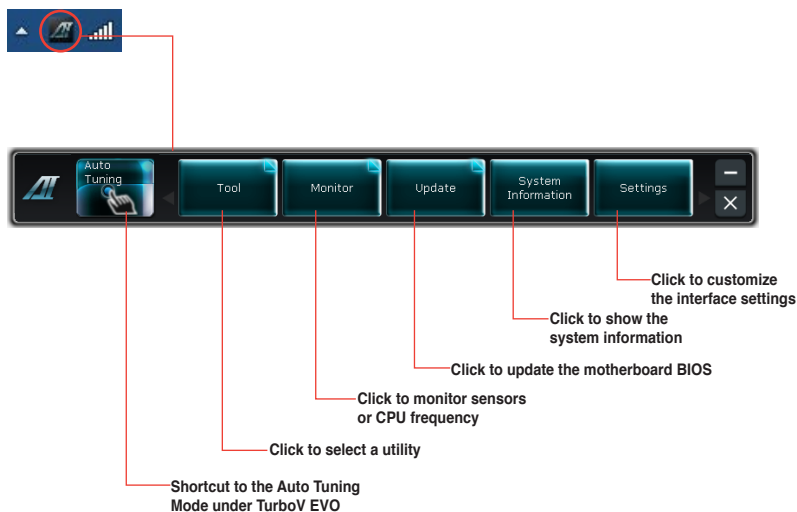 Auto
Tuning
Tool
Monitor
Update
System
Information
Settings
Click to customize
the interface settings
Click to show the
system information
Click to update the motherboard BIOS
Click to monitor sensors
or CPU frequency
Click to select a utility
Shortcut to the Auto Tuning
Mode under TurboV EVO